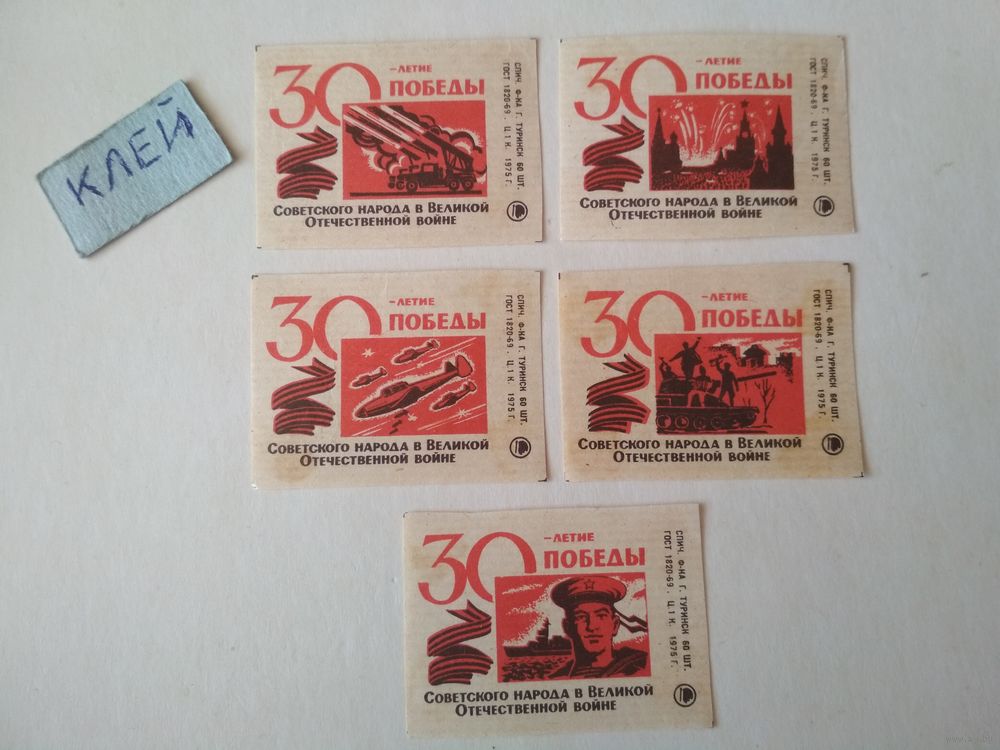 КЛЕЙ
30
-ЛЕТИЕ
ПОБЕДЫ
СОВЕТСКОГО НАРОДА В ВЕЛИКОЙ
ОТЕЧЕСТВЕННОЙ ВОЙНЕ
СПИЧ. Ф-КА Г. ТУРИНСК 60 ШТ.
ГОСТ 1820-69. Ц.1 К. 1975 Г.
30
-ЛЕТИЕ
ПОБЕДЫ
СОВЕТСКОГО НАРОДА В ВЕЛИКОЙ
ОТЕЧЕСТВЕННОЙ ВОЙНЕ
СПИЧ. Ф-КА Г. ТУРИНСК 60 ШТ.
ГОСТ 1820-69. Ц.1 К. 1975 Г.
30
-ЛЕТИЕ
ПОБЕДЫ
СОВЕТСКОГО НАРОДА В ВЕЛИКОЙ
ОТЕЧЕСТВЕННОЙ ВОЙНЕ
СПИЧ. Ф-КА Г. ТУРИНСК 60 ШТ.
ГОСТ 1820-69. Ц.1 К. 1975 Г.
30
-ЛЕТИЕ
ПОБЕДЫ
СОВЕТСКОГО НАРОДА В ВЕЛИКОЙ
ОТЕЧЕСТВЕННОЙ ВОЙНЕ
СПИЧ. Ф-КА Г. ТУРИНСК 60 ШТ.
ГОСТ 1820-69. Ц.1 К. 1975 Г.
30
-ЛЕТИЕ
ПОБЕДЫ
СОВЕТСКОГО НАРОДА В ВЕЛИКОЙ
ОТЕЧЕСТВЕННОЙ ВОЙНЕ
СПИЧ. Ф-КА Г. ТУРИНСК 60 ШТ.
ГОСТ 1820-69. Ц.1 К. 1975 Г.